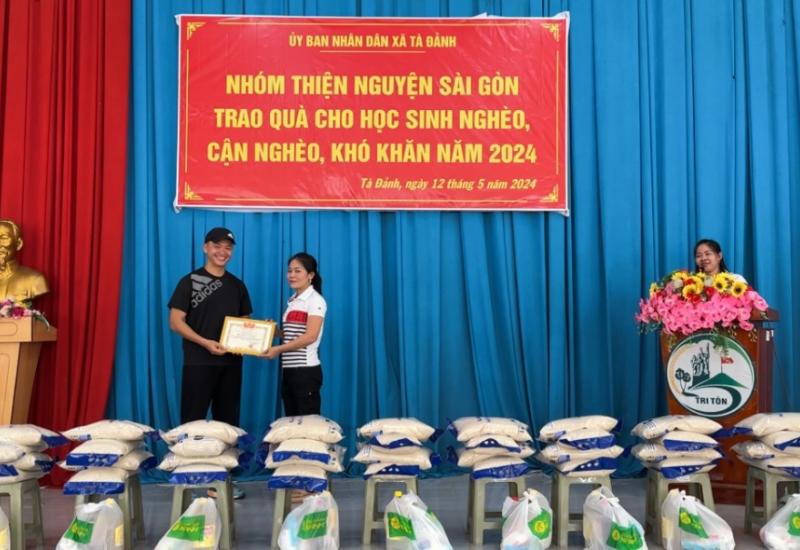 ỦY BAN NHÂN DÂN XÃ TÀ ĐẢNH
NHÓM THIỆN NGUYỆN SÀI GÒN
TRAO QUÀ CHO HỌC SINH NGHÈO,
CẬN NGHÈO, KHÓ KHĂN NĂM 2024
Tà Đảnh, ngày 12 tháng 5 năm 2024
adidas
TRI TÔN